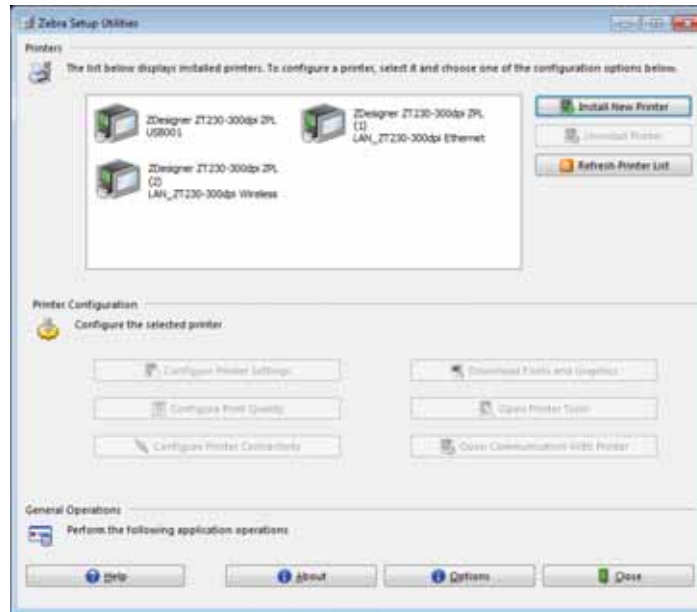 Zebra Setup Utilities
Printers
The list below displays installed printers. To configure a printer, select it and choose one of the configuration options below.
ZDesigner ZT230-300dpi ZPL
USB001
ZDesigner ZT230-300dpi ZPL
(1)
LAN_ZT230-300dpi Ethernet
ZDesigner ZT230-300dpi ZPL
(2)
LAN_ZT230-300dpi Wireless
Install New Printer
Uninstall Printer
Refresh Printer List
Printer Configuration
Configure the selected printer
Configure Printer Settings
Download Fonts and Graphics
Configure Print Quality
Open Printer Tools
Configure Printer Connectivity
Open Communication With Printer
General Operations
Perform the following application operations
Help
About
Options
Close